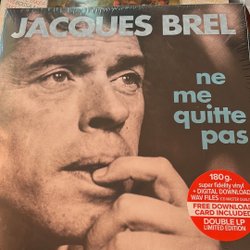 JACQUES BREL
ne
me
quitte
pas
180 g.
super fidelity vinyl
+ DIGITAL DOWNLOAD
WAV FILES
FREE DOWNLOAD
CARD INCLUDED
DOUBLE LP
LIMITED EDITION